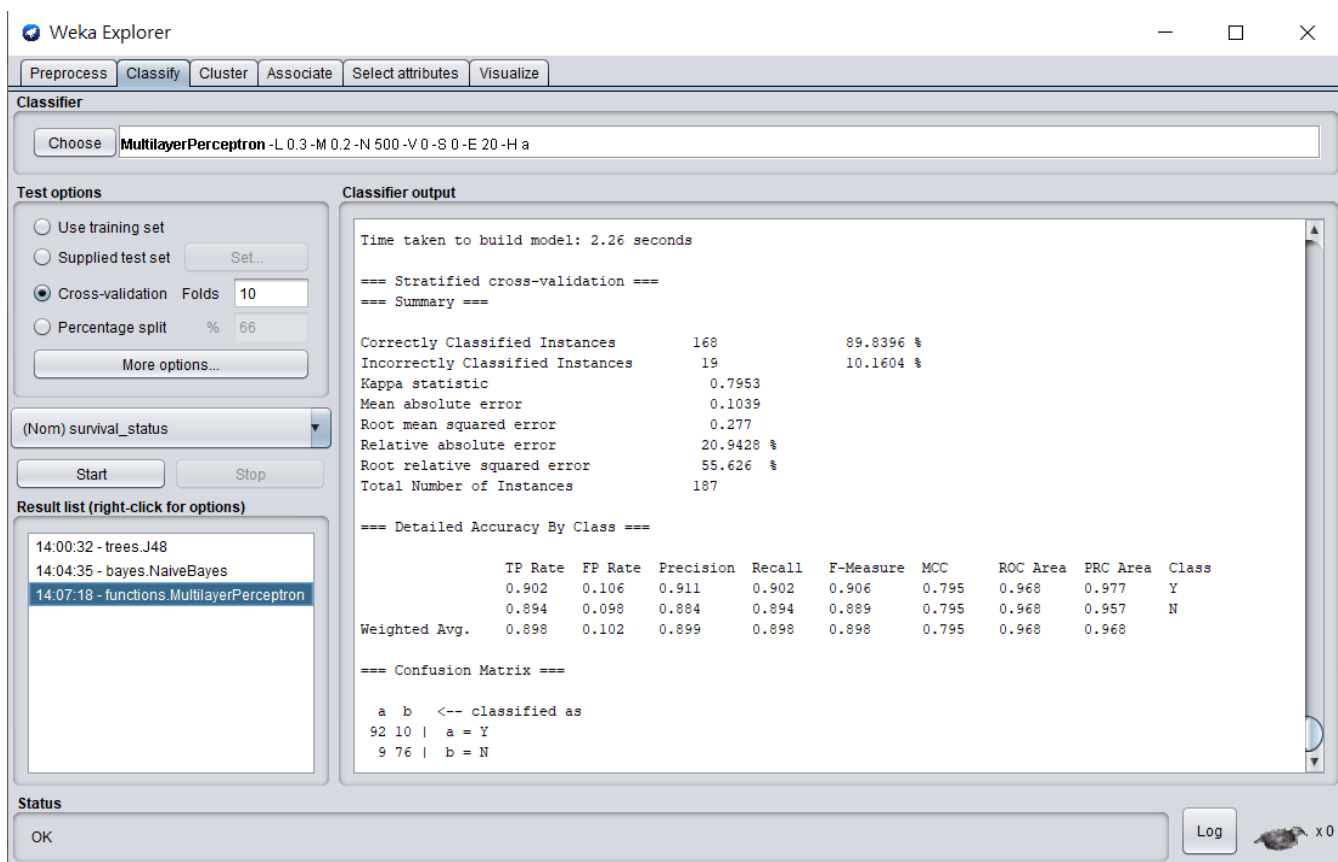 Weka Explorer
Preprocess Classify Cluster Associate Select attributes Visualize
Classifier
Choose MultilayerPerceptron -L 0.3 -M 0.2 -N 500 -V 0 -S 0 -E 20 -H a
Test options
Use training set
Supplied test set Set...
Cross-validation Folds 10
Percentage split % 66
More options...
(Nom) survival_status
Start Stop
Result list (right-click for options)
14:00:32 - trees.J48
14:04:35 - bayes.NaiveBayes
14:07:18 - functions.MultilayerPerceptron
Classifier output
Time taken to build model: 2.26 seconds
=== Stratified cross-validation ===
=== Summary ===
Correctly Classified Instances 168 89.8396 %
Incorrectly Classified Instances 19 10.1604 %
Kappa statistic 0.7953
Mean absolute error 0.1039
Root mean squared error 0.277
Relative absolute error 20.9428 %
Root relative squared error 55.626 %
Total Number of Instances 187
=== Detailed Accuracy By Class ===
TP Rate FP Rate Precision Recall F-Measure MCC ROC Area PRC Area Class
0.902 0.106 0.911 0.902 0.906 0.795 0.968 0.977 Y
0.894 0.098 0.884 0.894 0.889 0.795 0.968 0.957 N
Weighted Avg. 0.898 0.102 0.899 0.898 0.898 0.795 0.968 0.968
=== Confusion Matrix ===
a b <-- classified as
92 10 | a = Y
9 76 | b = N
Status
OK
Log x 0